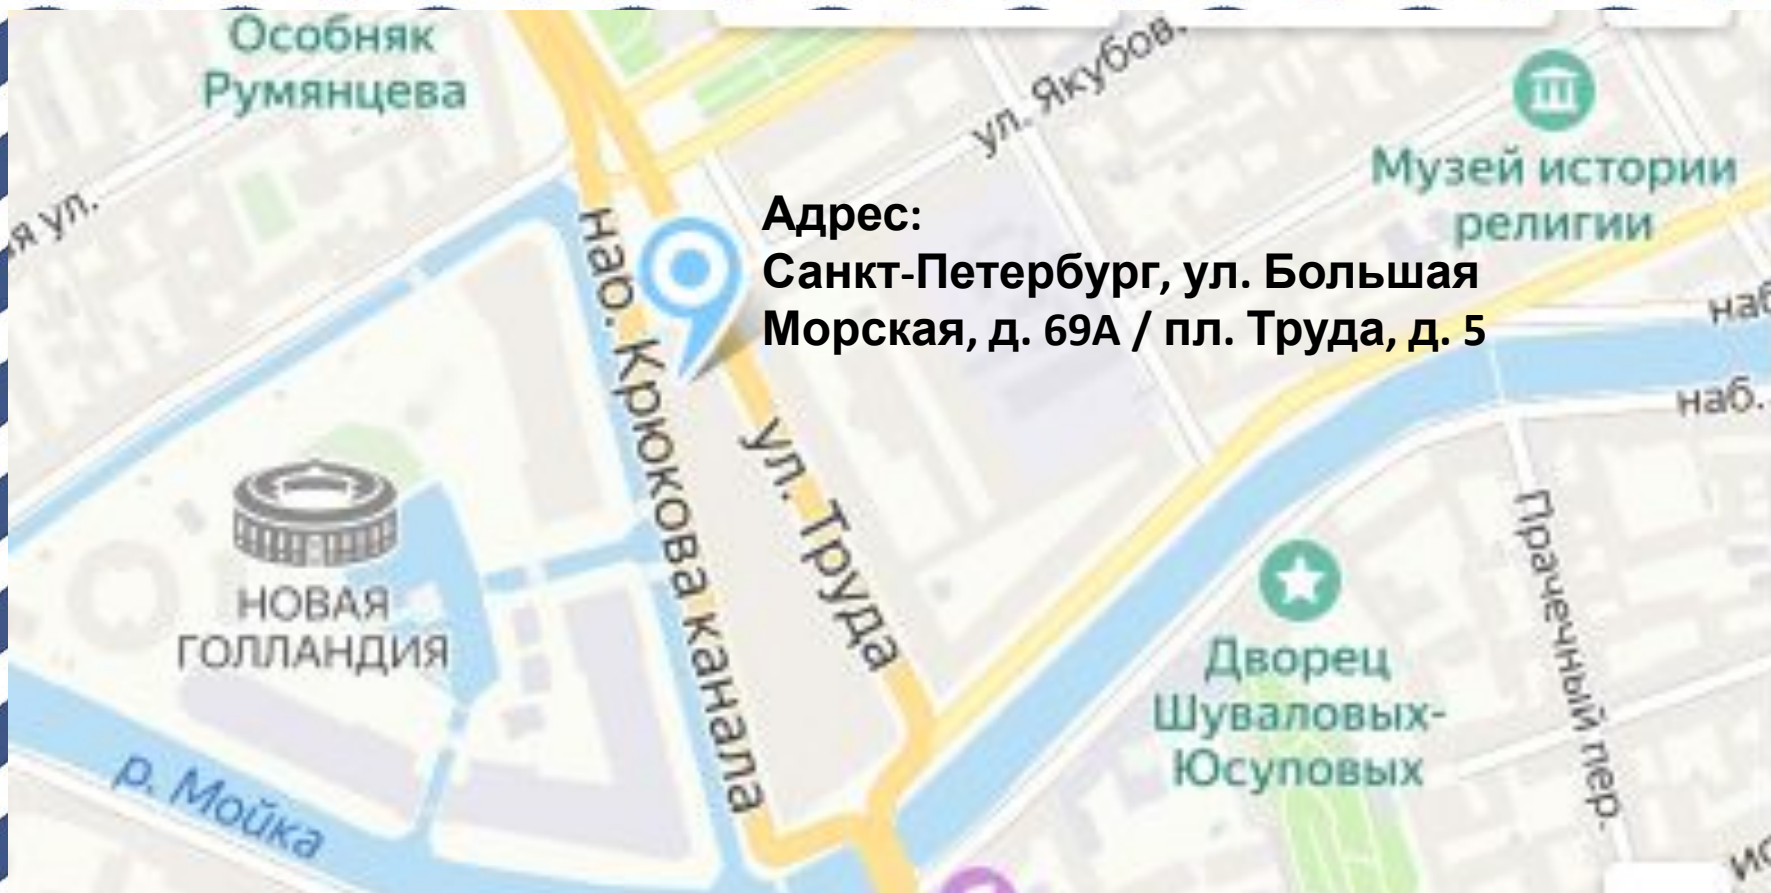 Особняк
Румянцева
ул. Якубов.
Музей истории
религии
я ул.
Адрес:
Санкт-Петербург, ул. Большая
Морская, д. 69А / пл. Труда, д. 5
наб. Крюкова канала
ул. Труда
наб
наб.
НОВАЯ
ГОЛЛАНДИЯ
Прачечный пер.
Дворец
Шуваловых-
Юсуповых
р. Мойка